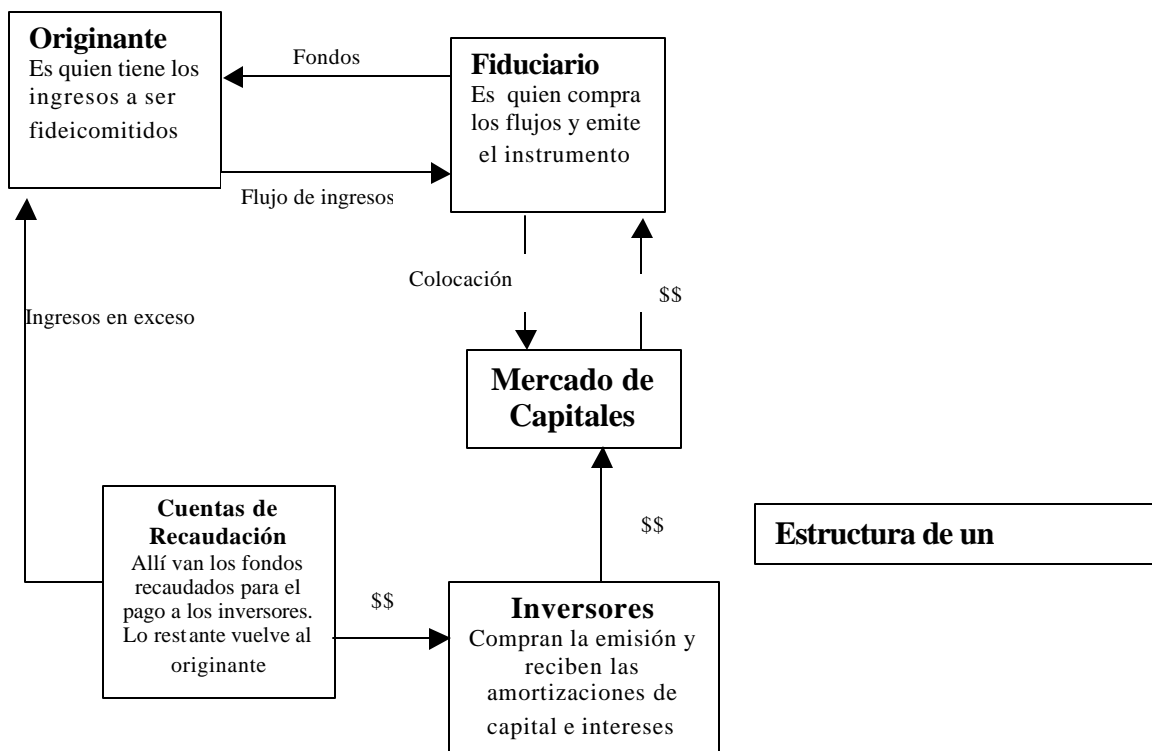 Originante
Es quien tiene los
ingresos a ser
fideicomitidos
Fondos
Fiduciario
Es quien compra
los flujos y emite
el instrumento
Flujo de ingresos
Colocación
$$
Ingresos en exceso
Mercado de
Capitales
Cuentas de
Recaudación
Allí van los fondos
recaudados para el
pago a los inversores.
Lo restante vuelve al
originante
$$
$$
Estructura de un
Inversores
Compran la emisión y
reciben las
amortizaciones de
capital e intereses